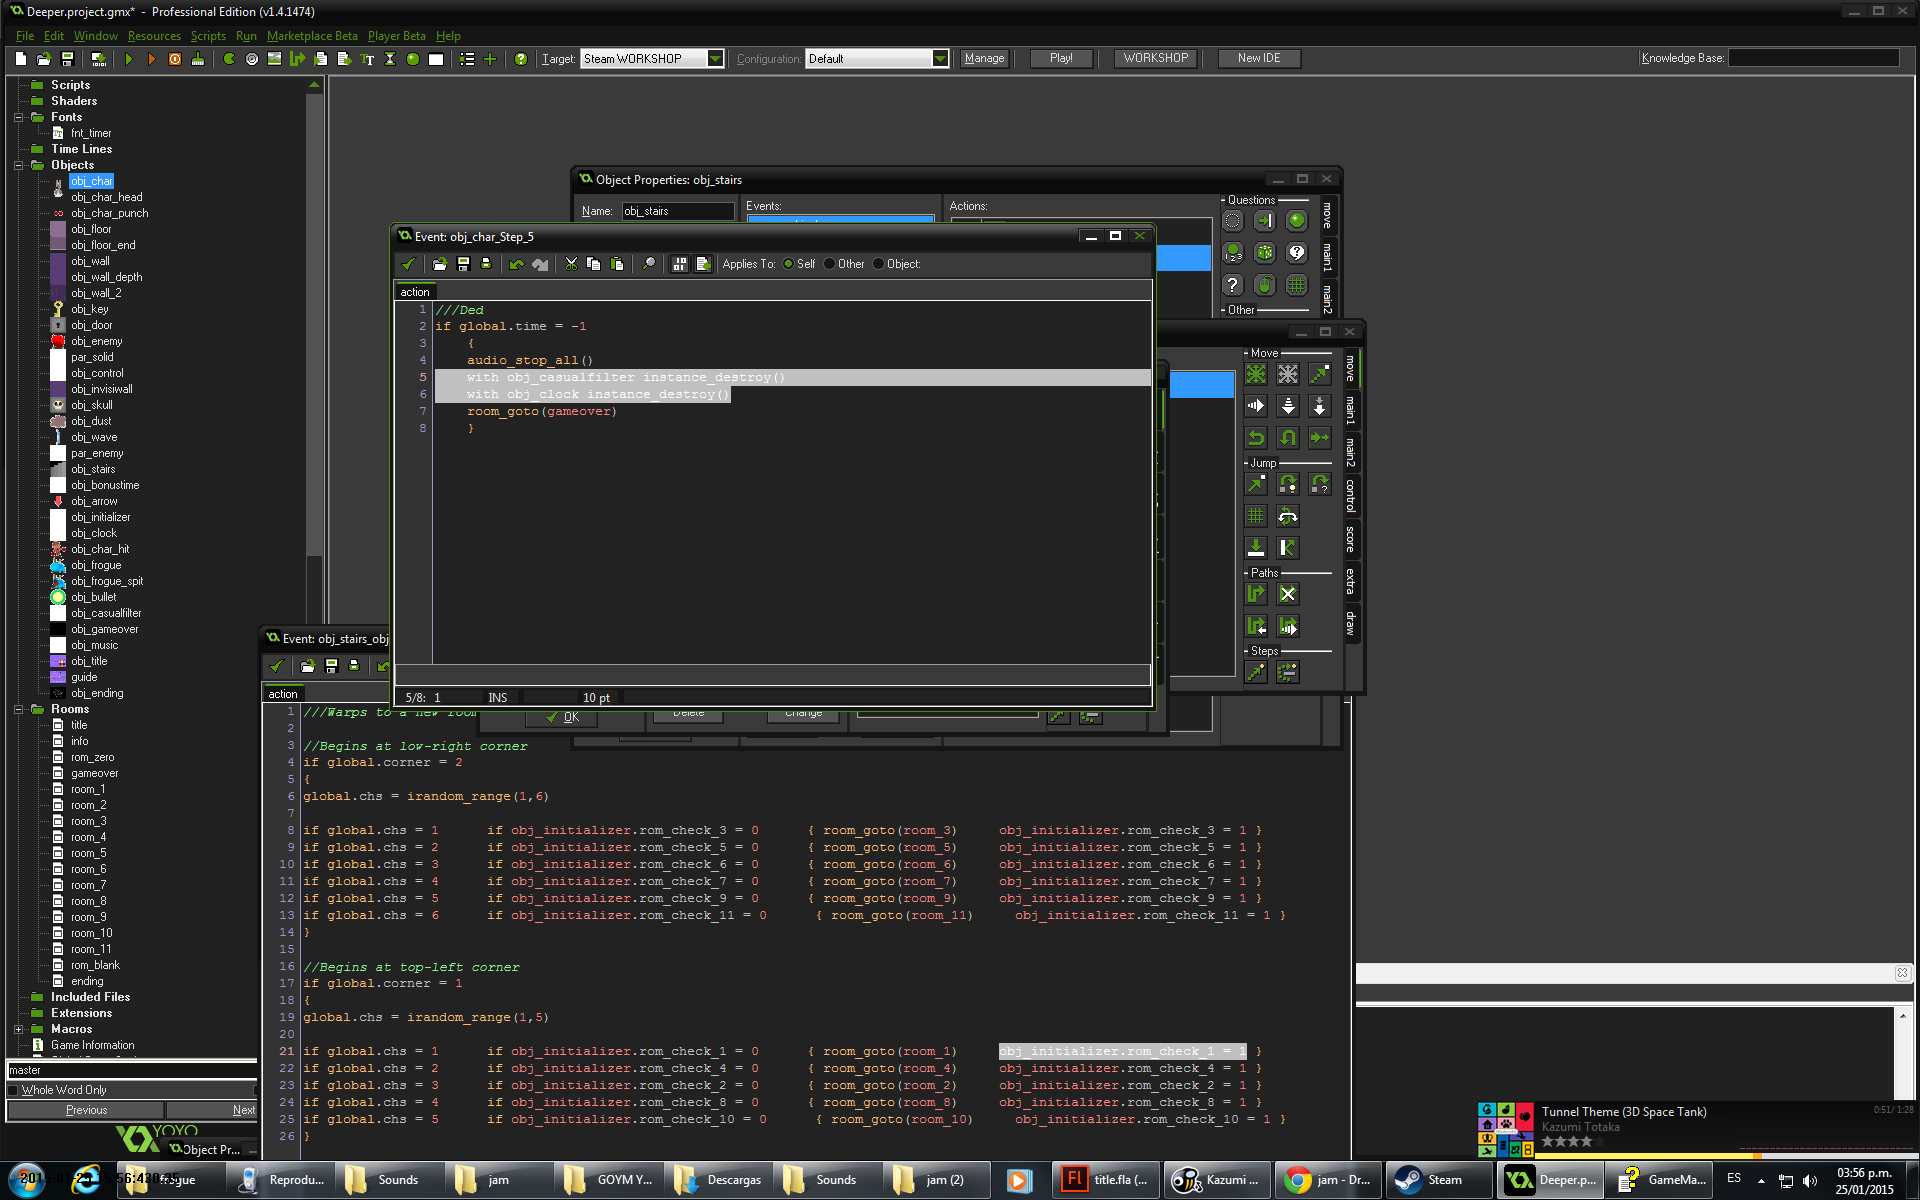 Deeper.project.gmx* - Professional Edition (v1.4.1474)
File Edit Window Resources Scripts Run Marketplace Beta Player Beta Help
Target: Steam WORKSHOP Configuration: Default Manage Play! WORKSHOP New IDE Knowledge Base:
Scripts
Shaders
Fonts
fnt_timer
Time Lines
Objects
obj_char
obj_char_head
obj_char_punch
obj_floor
obj_floor_end
obj_wall
obj_wall_depth
obj_wall_2
obj_key
obj_door
obj_enemy
par_solid
obj_control
obj_invisiwall
obj_skull
obj_dust
obj_wave
par_enemy
obj_stairs
obj_bonustime
obj_arrow
obj_initializer
obj_clock
obj_char_hit
obj_frogue
obj_frogue_spit
obj_bullet
obj_casualfilter
obj_gameover
obj_music
obj_title
guide
obj_ending
Rooms
title
info
rom_zero
gameover
room_1
room_2
room_3
room_4
room_5
room_6
room_7
room_8
room_9
room_10
room_11
rom_blank
ending
Included Files
Extensions
Macros
Game Information
master
Whole Word Only
Previous Next
YOYO
Object Pr...
Object Properties: obj_stairs
Name: obj_stairs Events: Actions:
Questions
Other
move
main1
main2
Event: obj_char_Step_5
Applies To: Self Other Object:
action
1 ///Ded
2 if global.time = -1
3 {
4 audio_stop_all()
5 with obj_casualfilter instance_destroy()
6 with obj_clock instance_destroy()
7 room_goto(gameover)
8 }
5/8: 1 INS 10 pt
Move
Jump
Paths
Steps
move
main1
main2
control
score
extra
draw
OK Delete Change
Event: obj_stairs_obj
action
1 ///Warps to a new room
2
3 //Begins at low-right corner
4 if global.corner = 2
5 {
6 global.chs = irandom_range(1,6)
7
8 if global.chs = 1 if obj_initializer.rom_check_3 = 0 { room_goto(room_3) obj_initializer.rom_check_3 = 1 }
9 if global.chs = 2 if obj_initializer.rom_check_5 = 0 { room_goto(room_5) obj_initializer.rom_check_5 = 1 }
10 if global.chs = 3 if obj_initializer.rom_check_6 = 0 { room_goto(room_6) obj_initializer.rom_check_6 = 1 }
11 if global.chs = 4 if obj_initializer.rom_check_7 = 0 { room_goto(room_7) obj_initializer.rom_check_7 = 1 }
12 if global.chs = 5 if obj_initializer.rom_check_9 = 0 { room_goto(room_9) obj_initializer.rom_check_9 = 1 }
13 if global.chs = 6 if obj_initializer.rom_check_11 = 0 { room_goto(room_11) obj_initializer.rom_check_11 = 1 }
14 }
15
16 //Begins at top-left corner
17 if global.corner = 1
18 {
19 global.chs = irandom_range(1,5)
20
21 if global.chs = 1 if obj_initializer.rom_check_1 = 0 { room_goto(room_1) obj_initializer.rom_check_1 = 1 }
22 if global.chs = 2 if obj_initializer.rom_check_4 = 0 { room_goto(room_4) obj_initializer.rom_check_4 = 1 }
23 if global.chs = 3 if obj_initializer.rom_check_2 = 0 { room_goto(room_2) obj_initializer.rom_check_2 = 1 }
24 if global.chs = 4 if obj_initializer.rom_check_8 = 0 { room_goto(room_8) obj_initializer.rom_check_8 = 1 }
25 if global.chs = 5 if obj_initializer.rom_check_10 = 0 { room_goto(room_10) obj_initializer.rom_check_10 = 1 }
26 }
Tunnel Theme (3D Space Tank) 0:51/ 1:28
Kazumi Totaka
frogue Reprodu... Sounds jam GOYM Y... Descargas Sounds jam (2) title.fla (... Kazumi ... jam - Dr... Steam Deeper.p... GameMa... ES 03:56 p.m.
25/01/2015